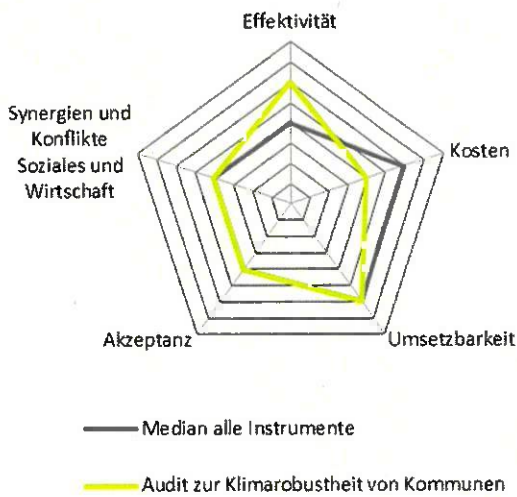 Effektivität
Synergien und
Konflikte
Soziales und
Wirtschaft
Kosten
Akzeptanz
Umsetzbarkeit
Median alle Instrumente
Audit zur Klimarobustheit von Kommunen